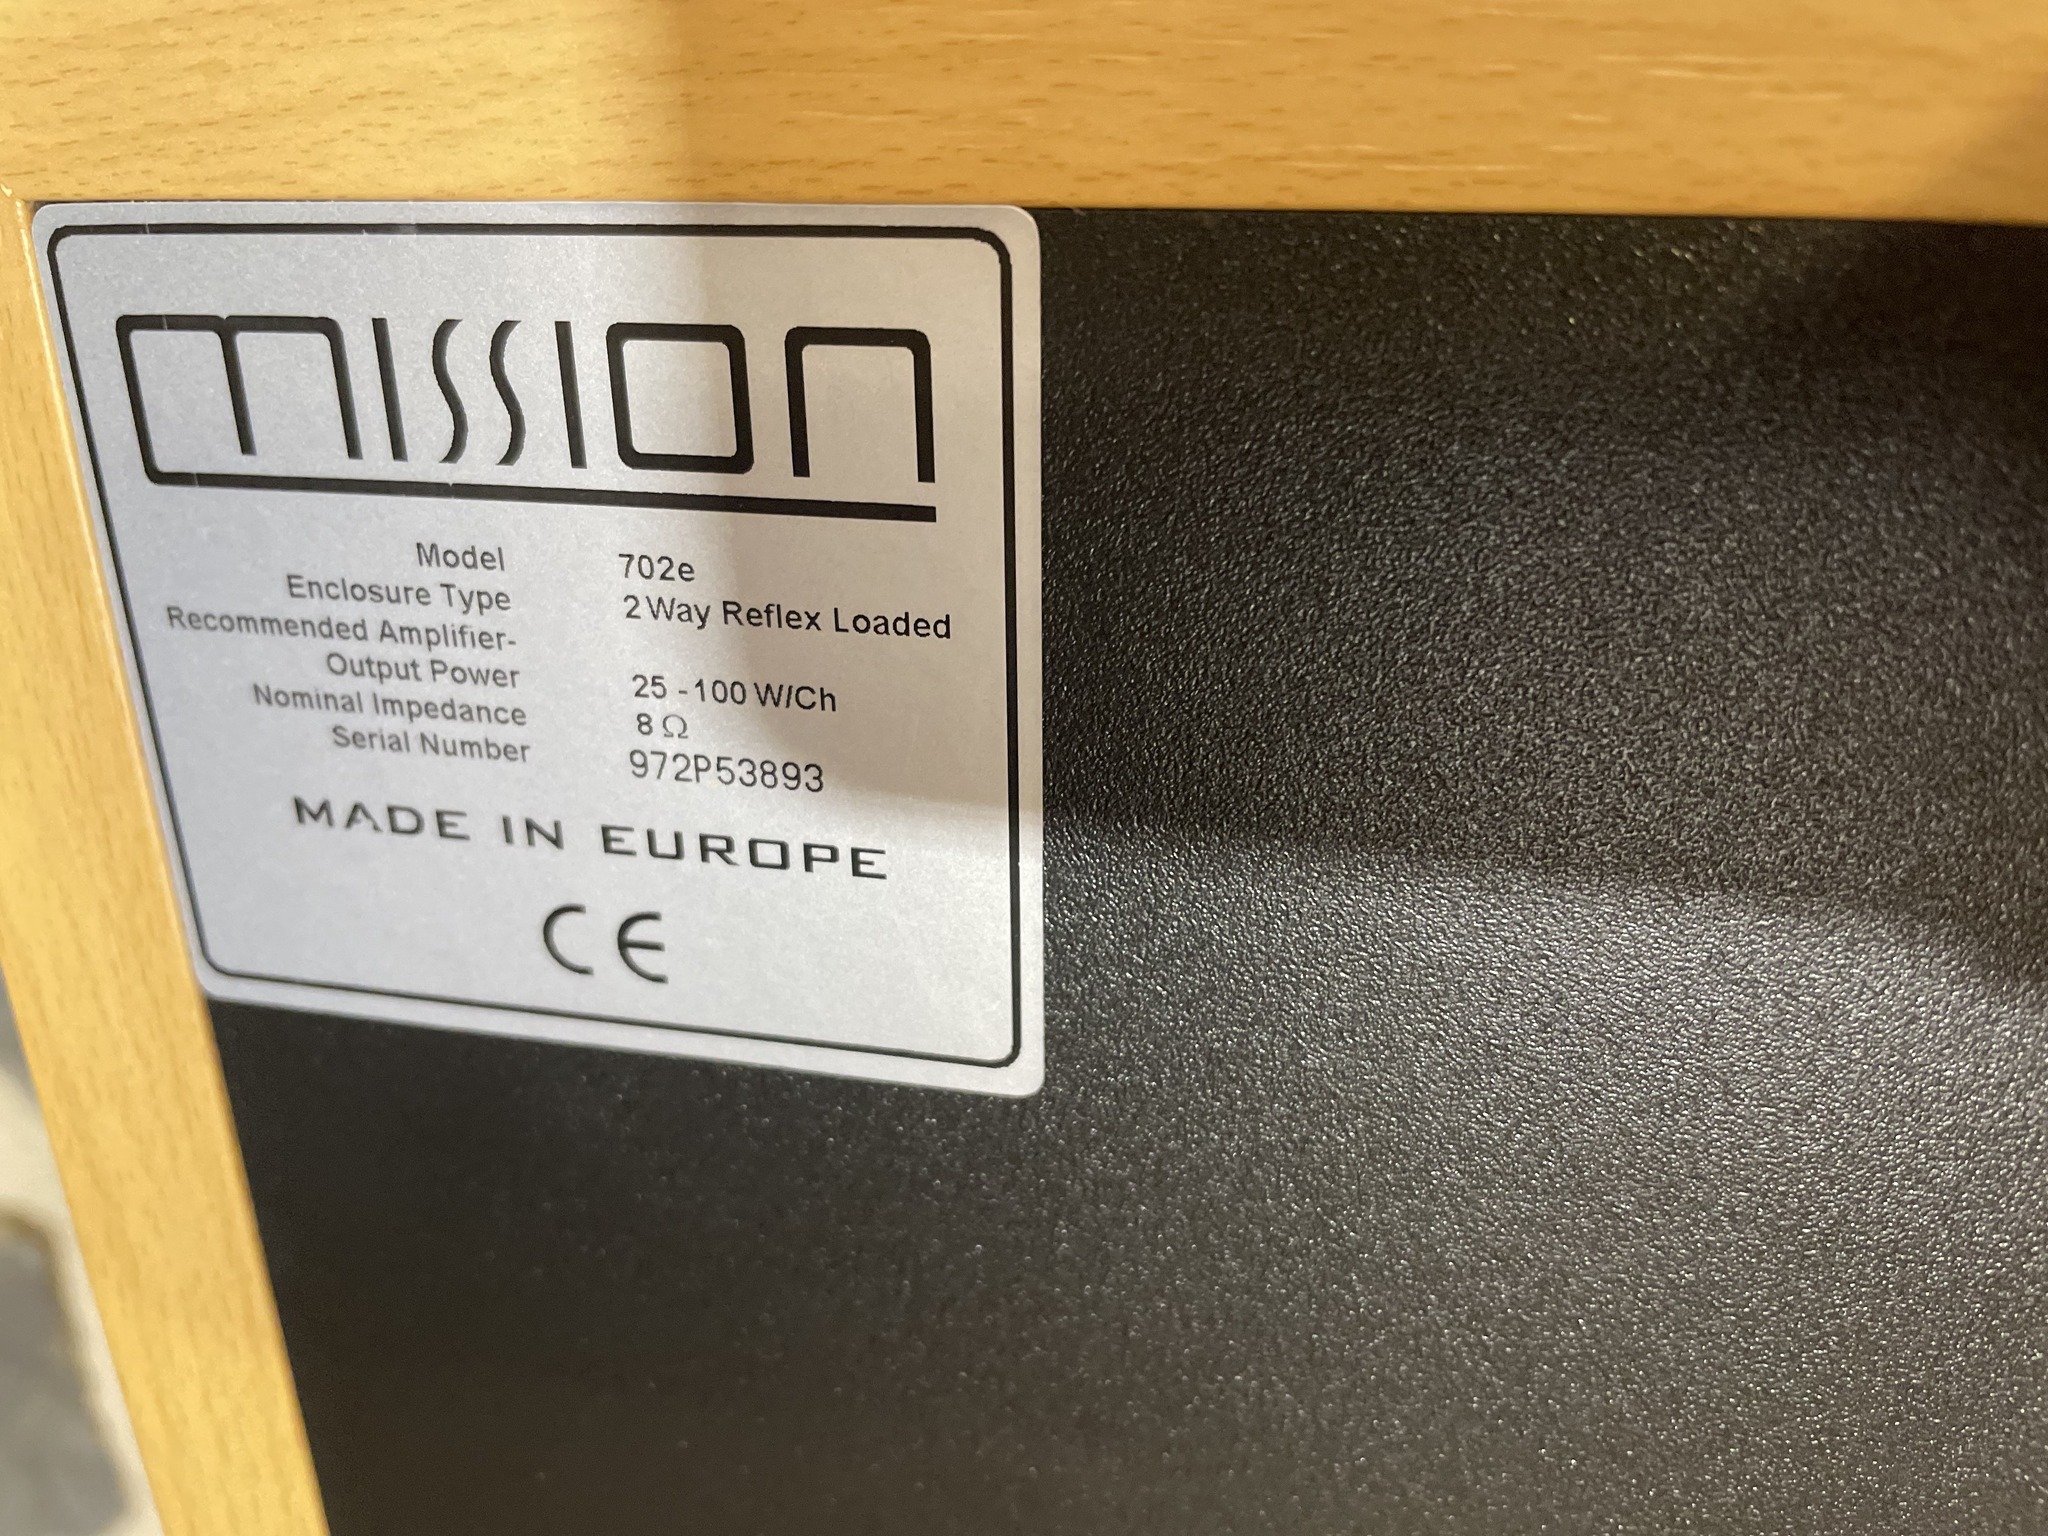 mission
Model 702e
Enclosure Type 2 Way Reflex Loaded
Recommended Amplifier-
Output Power 25 - 100 W/Ch
Nominal Impedance 8 Ω
Serial Number 972P53893
MADE IN EUROPE
CE